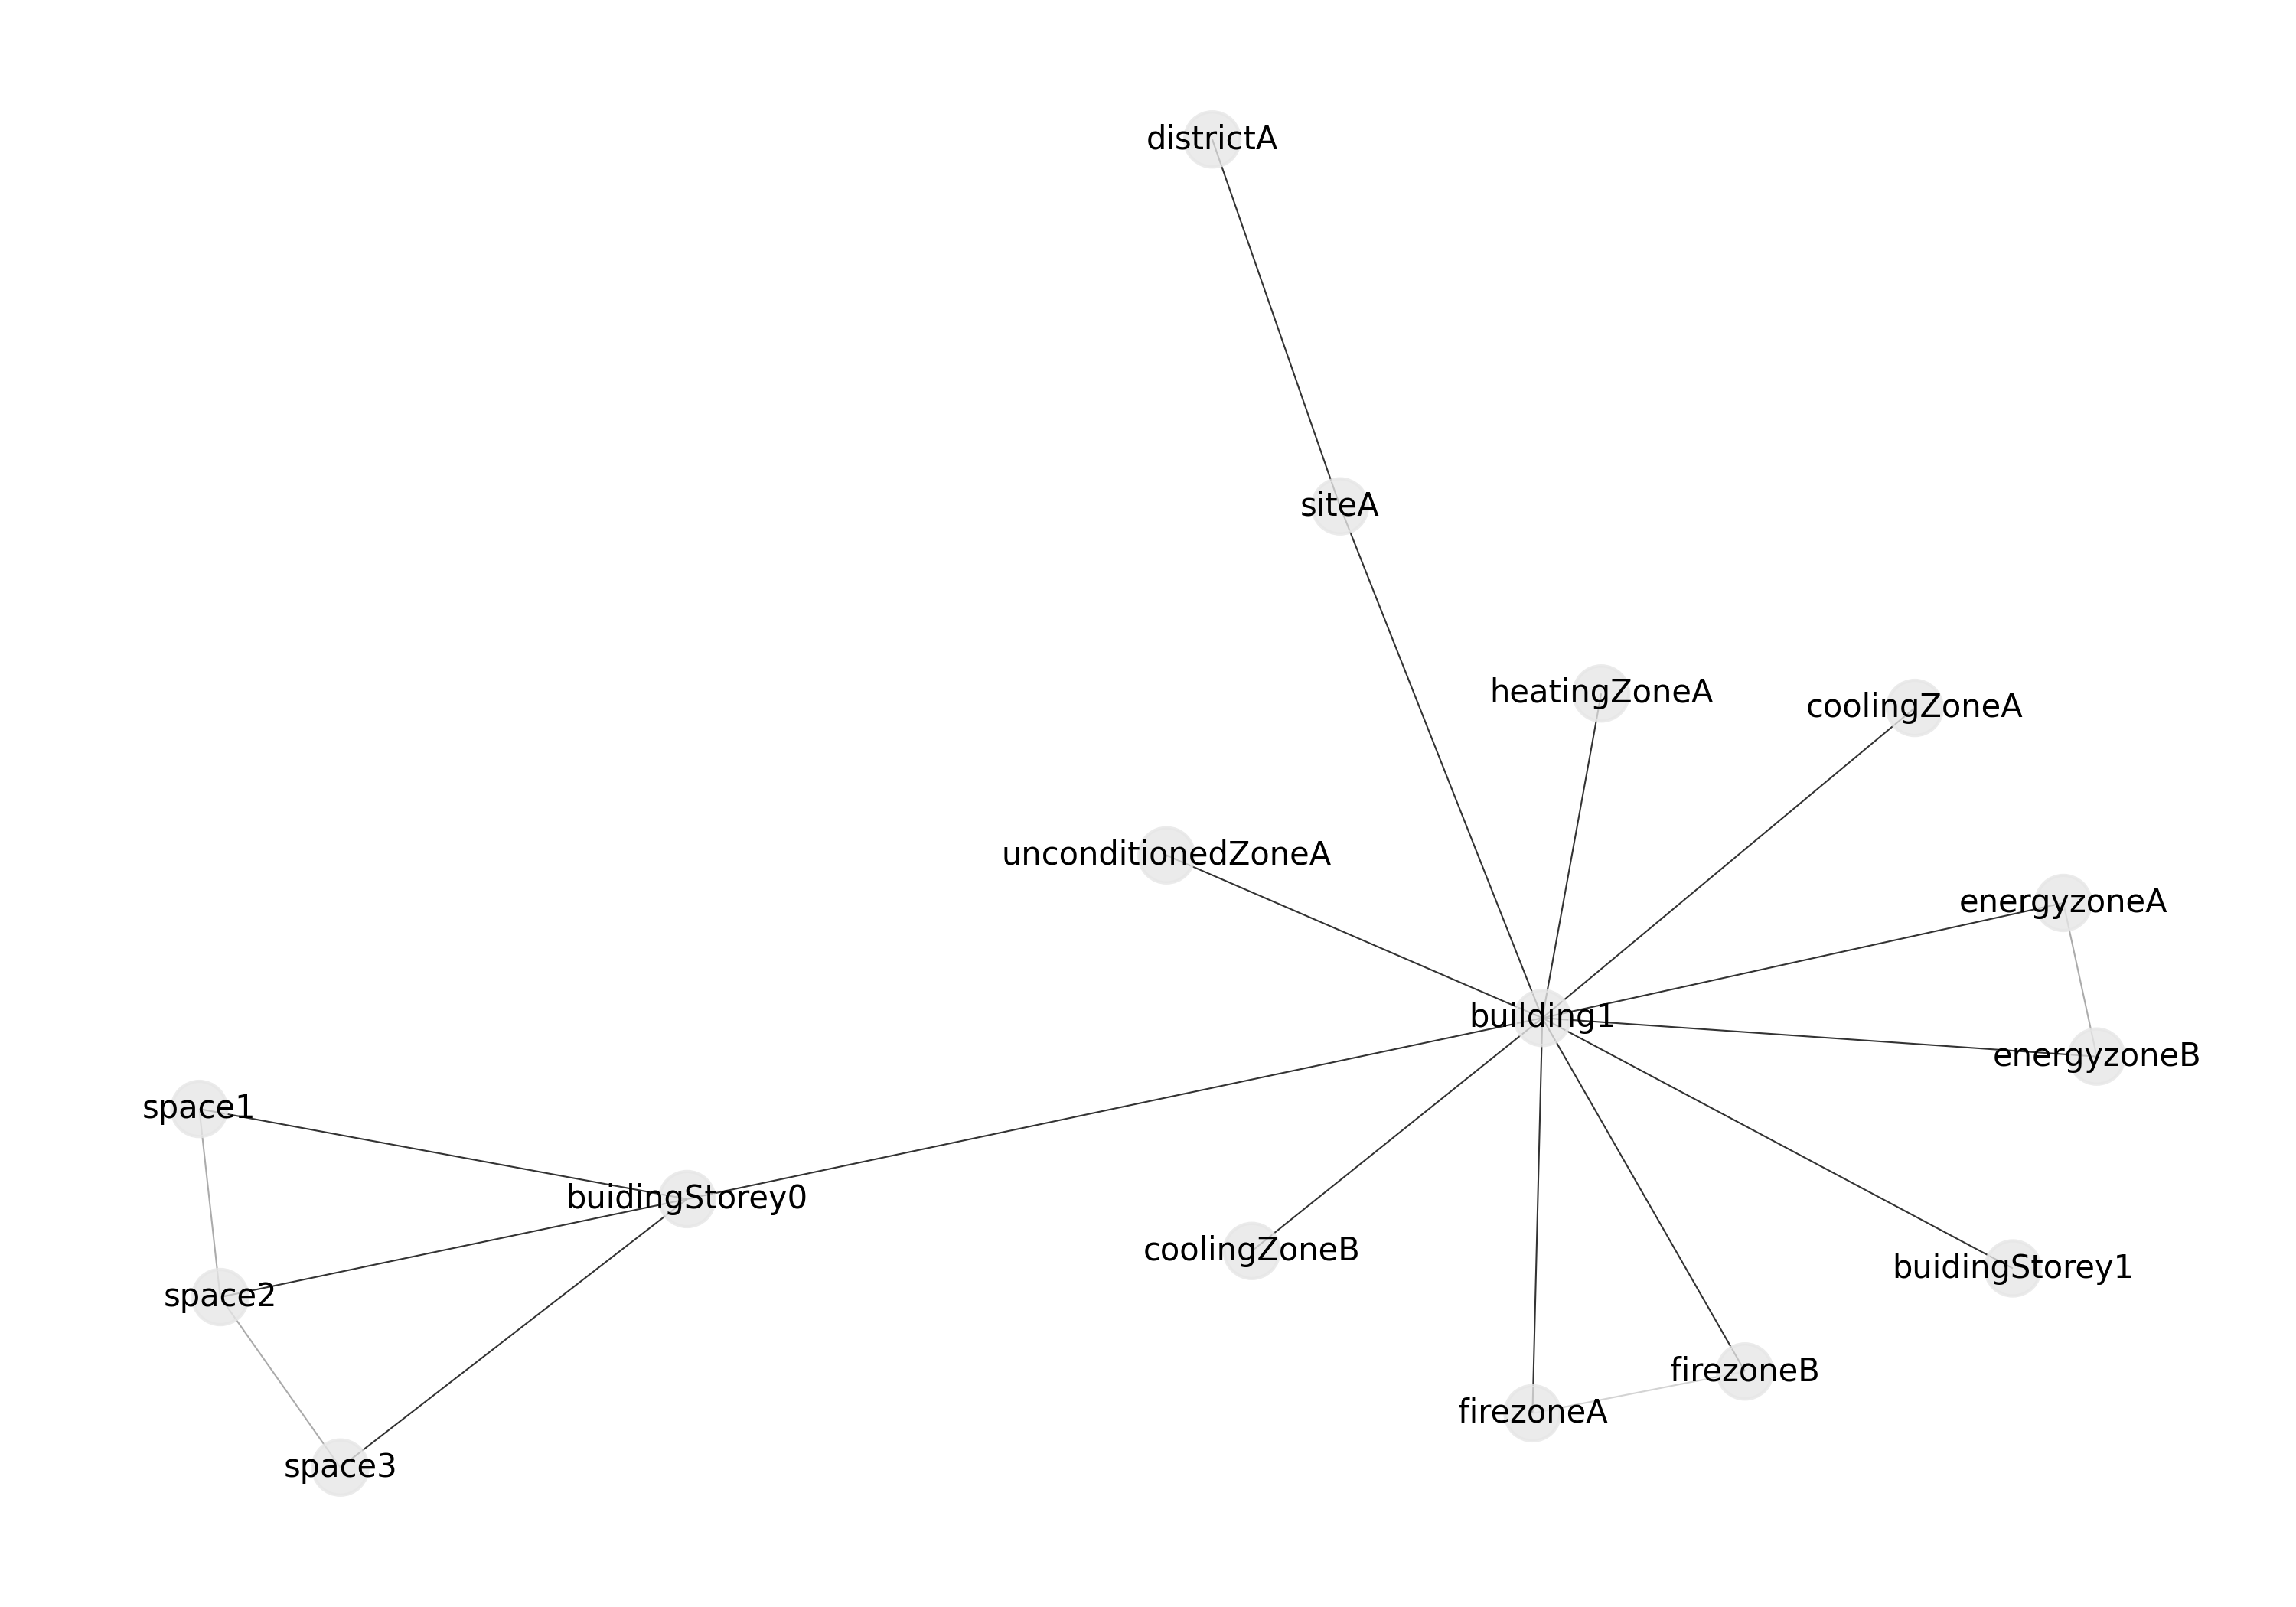 districtA
siteA
heatingZoneA
coolingZoneA
unconditionedZoneA
energyzoneA
building1
energyzoneB
space1
buidingStorey0
coolingZoneB
buidingStorey1
space2
firezoneB
firezoneA
space3